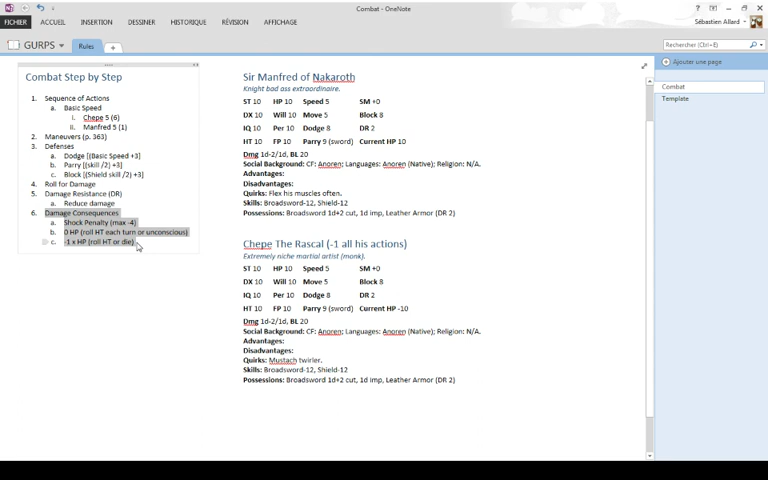 Combat - OneNote
FICHIER ACCUEIL INSERTION DESSINER HISTORIQUE RÉVISION AFFICHAGE
Sébastien Allard
GURPS
Rules
Rechercher (Ctrl+E)
Ajouter une page
Combat
Template
Combat Step by Step
1. Sequence of Actions
a. Basic Speed
i. Chepe 5 (6)
ii. Manfred 5 (1)
2. Maneuvers (p. 363)
3. Defenses
a. Dodge [(Basic Speed +3]
b. Parry [(skill /2) +3]
c. Block [(Shield skill /2) +3]
4. Roll for Damage
5. Damage Resistance (DR)
a. Reduce damage
6. Damage Consequences
a. Shock Penalty (max -4)
b. 0 HP (roll HT each turn or unconscious)
c. -1 x HP (roll HT or die)
Sir Manfred of Nakaroth
Knight bad ass extraordinaire.
ST 10 HP 10 Speed 5 SM +0
DX 10 Will 10 Move 5 Block 8
IQ 10 Per 10 Dodge 8 DR 2
HT 10 FP 10 Parry 9 (sword) Current HP 10
Dmg 1d-2/1d, BL 20
Social Background: CF: Anoren; Languages: Anoren (Native); Religion: N/A.
Advantages:
Disadvantages:
Quirks: Flex his muscles often.
Skills: Broadsword-12, Shield-12
Possessions: Broadsword 1d+2 cut, 1d imp, Leather Armor (DR 2)
Chepe The Rascal (-1 all his actions)
Extremely niche martial artist (monk).
ST 10 HP 10 Speed 5 SM +0
DX 10 Will 10 Move 5 Block 8
IQ 10 Per 10 Dodge 8 DR 2
HT 10 FP 10 Parry 9 (sword) Current HP -10
Dmg 1d-2/1d, BL 20
Social Background: CF: Anoren; Languages: Anoren (Native); Religion: N/A.
Advantages:
Disadvantages:
Quirks: Mustach twirler.
Skills: Broadsword-12, Shield-12
Possessions: Broadsword 1d+2 cut, 1d imp, Leather Armor (DR 2)